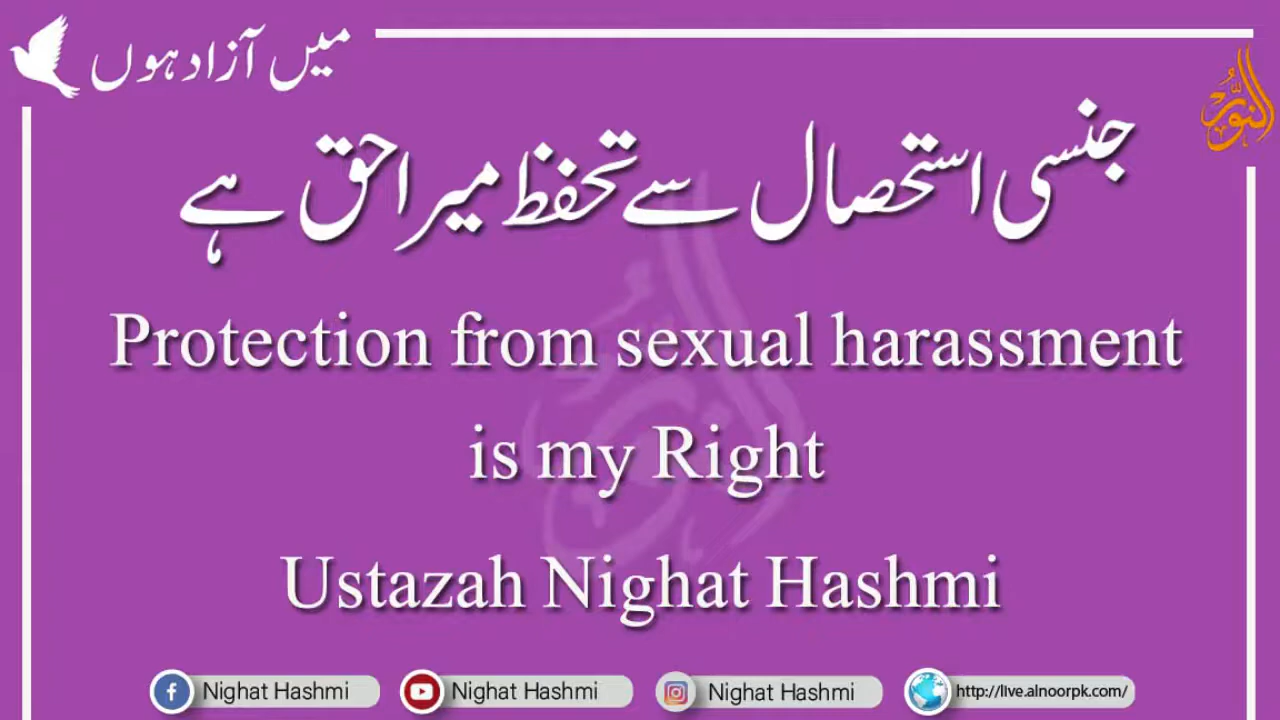 میں آزاد ہوں
النور
جنسی استحصال سے تحفظ میرا حق ہے
Protection from sexual harassment
is my Right
Ustazah Nighat Hashmi
Nighat Hashmi
Nighat Hashmi
Nighat Hashmi
http://live.alnoorpk.com/